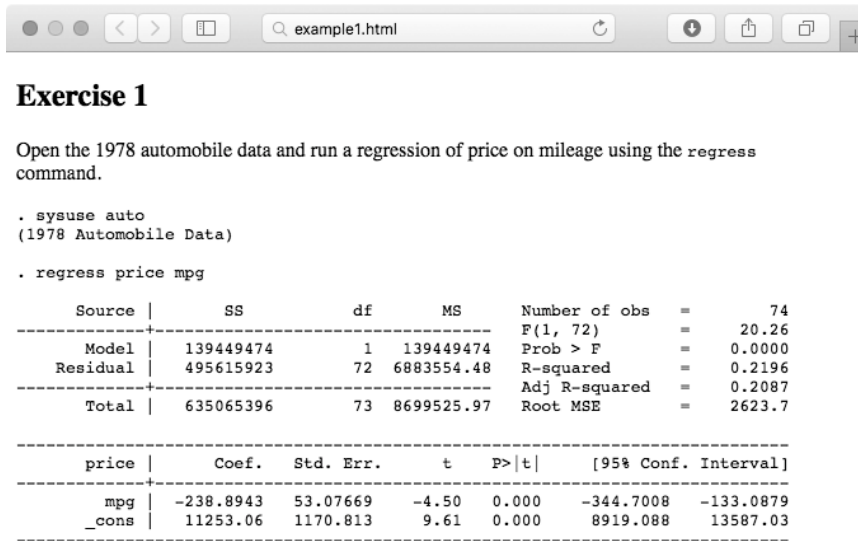 example1.html
Exercise 1
Open the 1978 automobile data and run a regression of price on mileage using the regress
command.
. sysuse auto
(1978 Automobile Data)
. regress price mpg
      Source |       SS           df       MS      Number of obs   =        74
-------------+----------------------------------   F(1, 72)        =     20.26
       Model |   139449474         1   139449474   Prob > F        =    0.0000
    Residual |   495615923        72  6883554.48   R-squared       =    0.2196
-------------+----------------------------------   Adj R-squared   =    0.2087
       Total |   635065396        73  8699525.97   Root MSE        =    2623.7
------------------------------------------------------------------------------
       price |      Coef.   Std. Err.      t    P>|t|     [95% Conf. Interval]
-------------+----------------------------------------------------------------
         mpg |  -238.8943   53.07669    -4.50   0.000    -344.7008   -133.0879
       _cons |   11253.06   1170.813     9.61   0.000     8919.088    13587.03
------------------------------------------------------------------------------